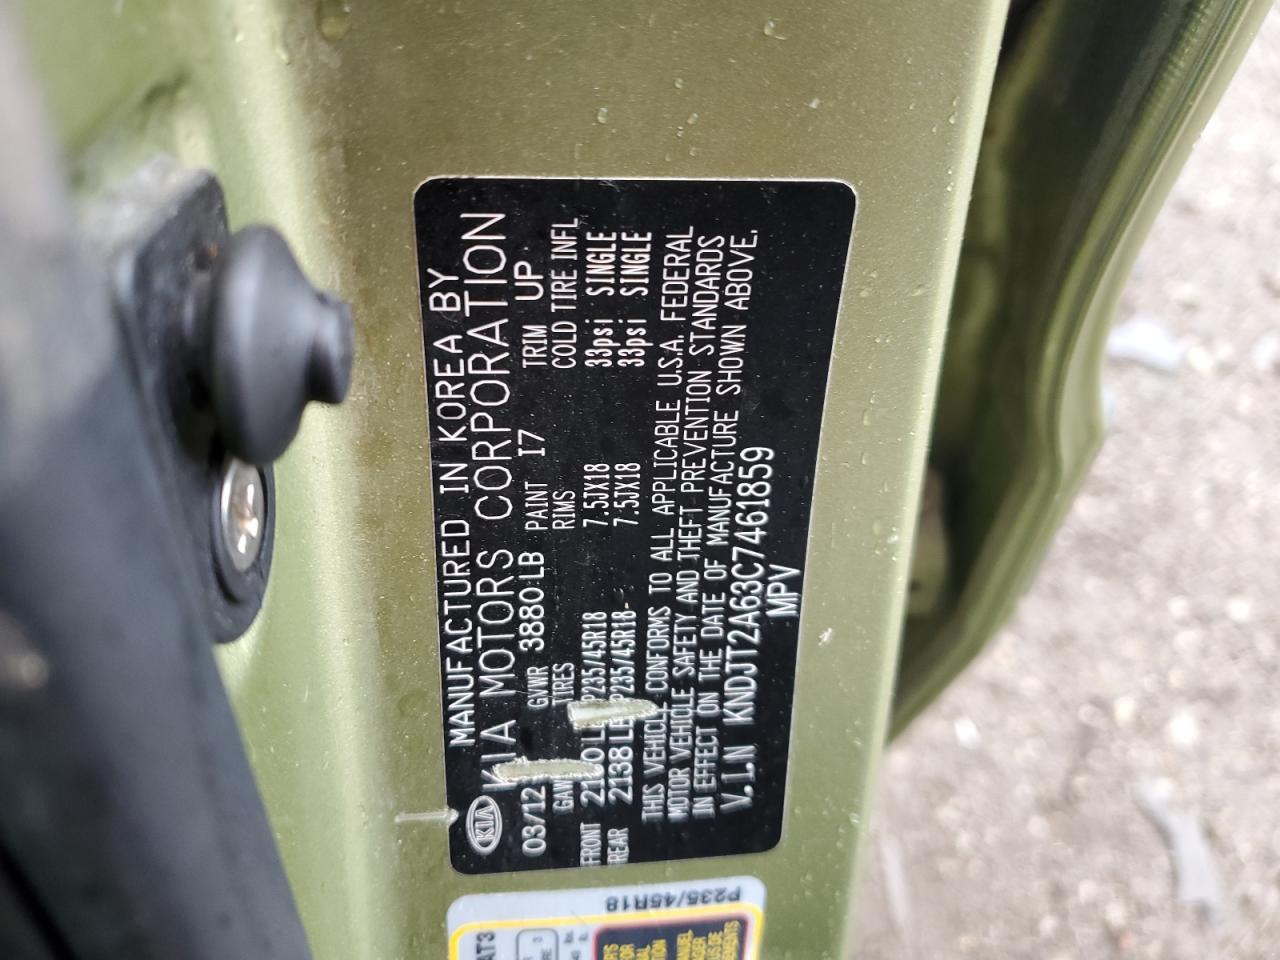 MANUFACTURED IN KOREA BY
KIA KIA MOTORS CORPORATION
03/12 GVWR 3880 LB PAINT I7 TRIM UP
GAW TIRES RIMS COLD TIRE INFL
FRONT LB P235/45R18 7.5JX18 33psi SINGLE
REAR 2138 LB P235/45R18 7.5JX18 33psi SINGLE
THIS VEHICLE CONFORMS TO ALL APPLICABLE U.S.A. FEDERAL
MOTOR VEHICLE SAFETY AND THEFT PREVENTION STANDARDS
IN EFFECT ON THE DATE OF MANUFACTURE SHOWN ABOVE.
V.I.N KNDJT2A63C7461859
MPV
P235/45R18